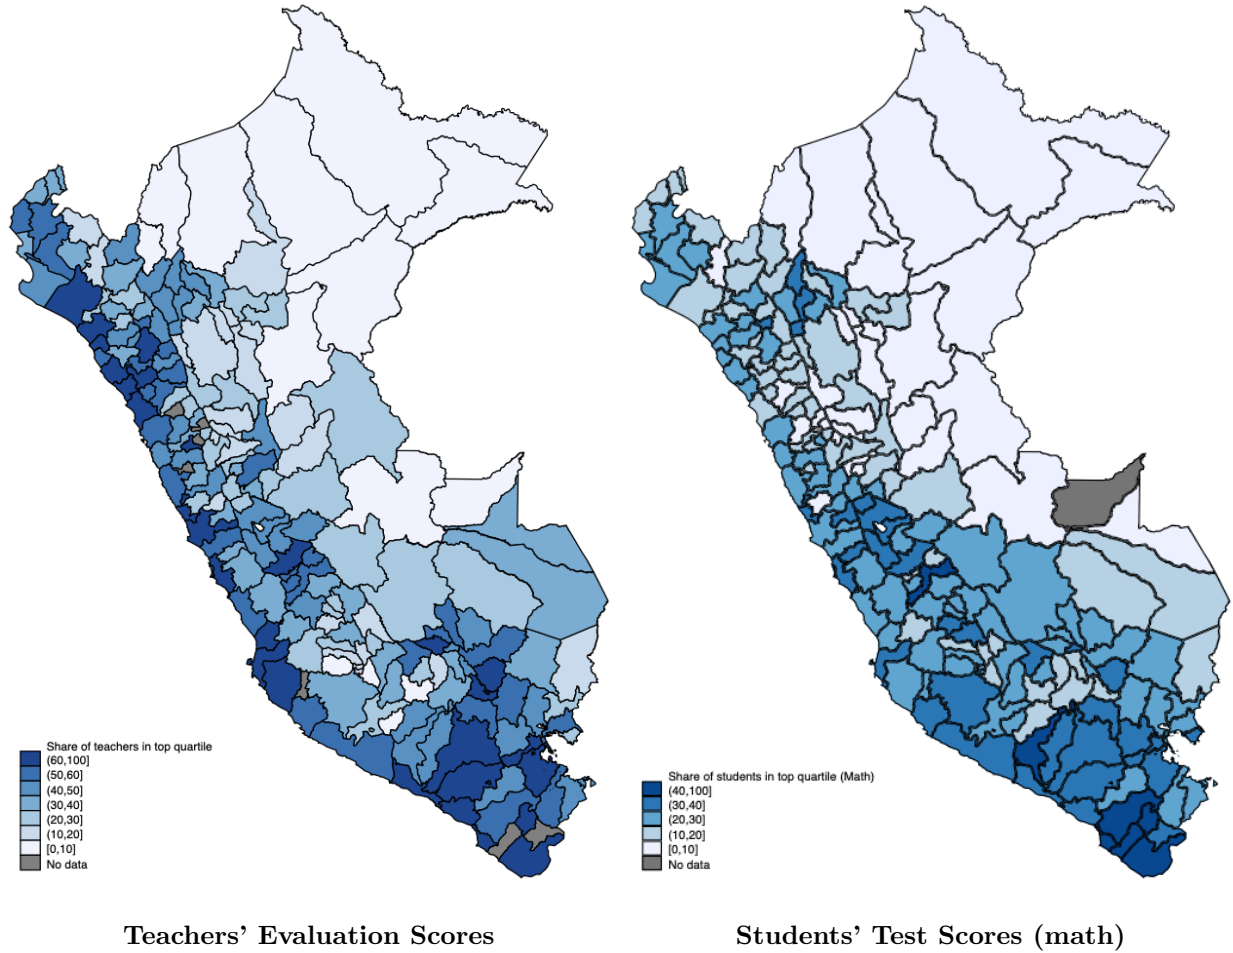 Share of teachers in top quartile
(60,100]
(50,60]
(40,50]
(30,40]
(20,30]
(10,20]
[0,10]
No data
Share of students in top quartile (Math)
(40,100]
(30,40]
(20,30]
(10,20]
[0,10]
No data
Teachers’ Evaluation Scores
Students’ Test Scores (math)